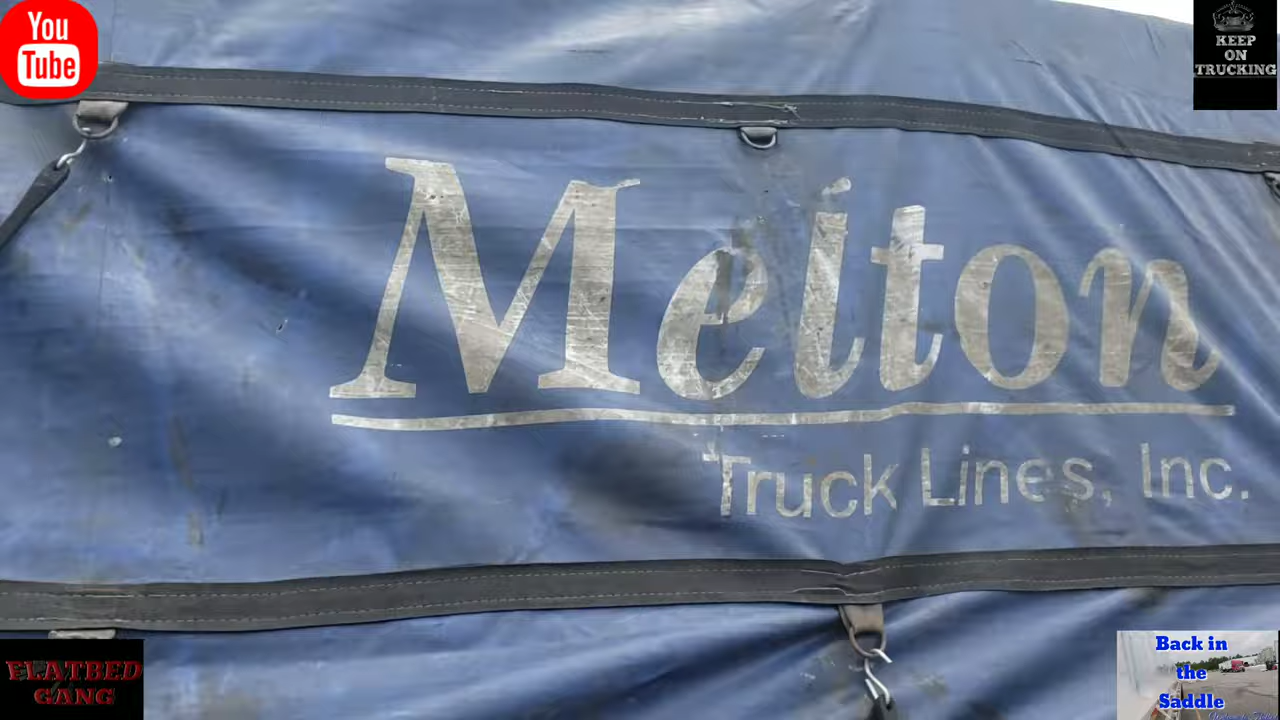 You
Tube
KEEP
ON
TRUCKING
Melton
Truck Lines, Inc.
FLATBED
GANG
Back in
the
Saddle